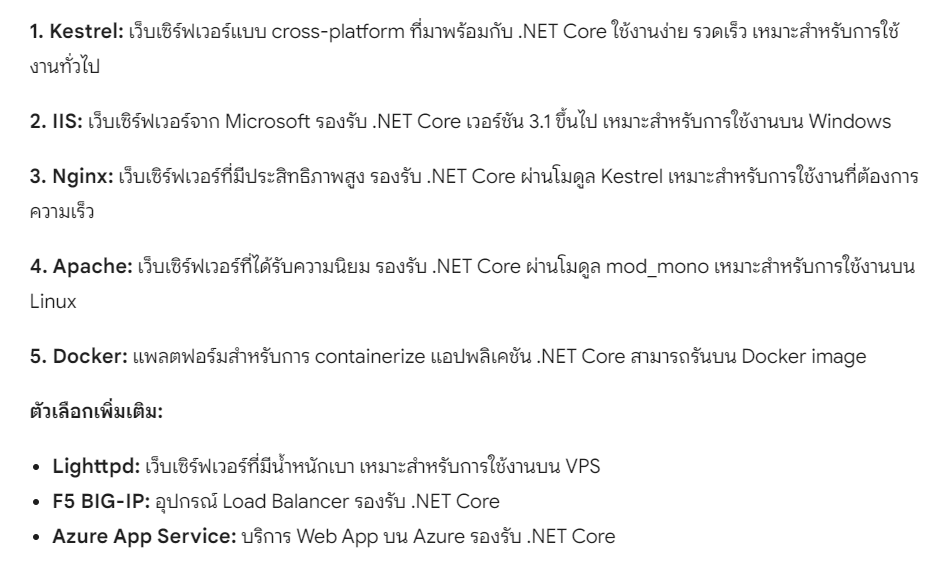 1. Kestrel: เว็บเซิร์ฟเวอร์แบบ cross-platform ที่มาพร้อมกับ .NET Core ใช้งานง่าย รวดเร็ว เหมาะสำหรับการใช้
งานทั่วไป
2. IIS: เว็บเซิร์ฟเวอร์จาก Microsoft รองรับ .NET Core เวอร์ชัน 3.1 ขึ้นไป เหมาะสำหรับการใช้งานบน Windows
3. Nginx: เว็บเซิร์ฟเวอร์ที่มีประสิทธิภาพสูง รองรับ .NET Core ผ่านโมดูล Kestrel เหมาะสำหรับการใช้งานที่ต้องการ
ความเร็ว
4. Apache: เว็บเซิร์ฟเวอร์ที่ได้รับความนิยม รองรับ .NET Core ผ่านโมดูล mod_mono เหมาะสำหรับการใช้งานบน
Linux
5. Docker: แพลตฟอร์มสำหรับการ containerize แอปพลิเคชัน .NET Core สามารถรันบน Docker image
ตัวเลือกเพิ่มเติม:
• Lighttpd: เว็บเซิร์ฟเวอร์ที่มีน้ำหนักเบา เหมาะสำหรับการใช้งานบน VPS
• F5 BIG-IP: อุปกรณ์ Load Balancer รองรับ .NET Core
• Azure App Service: บริการ Web App บน Azure รองรับ .NET Core